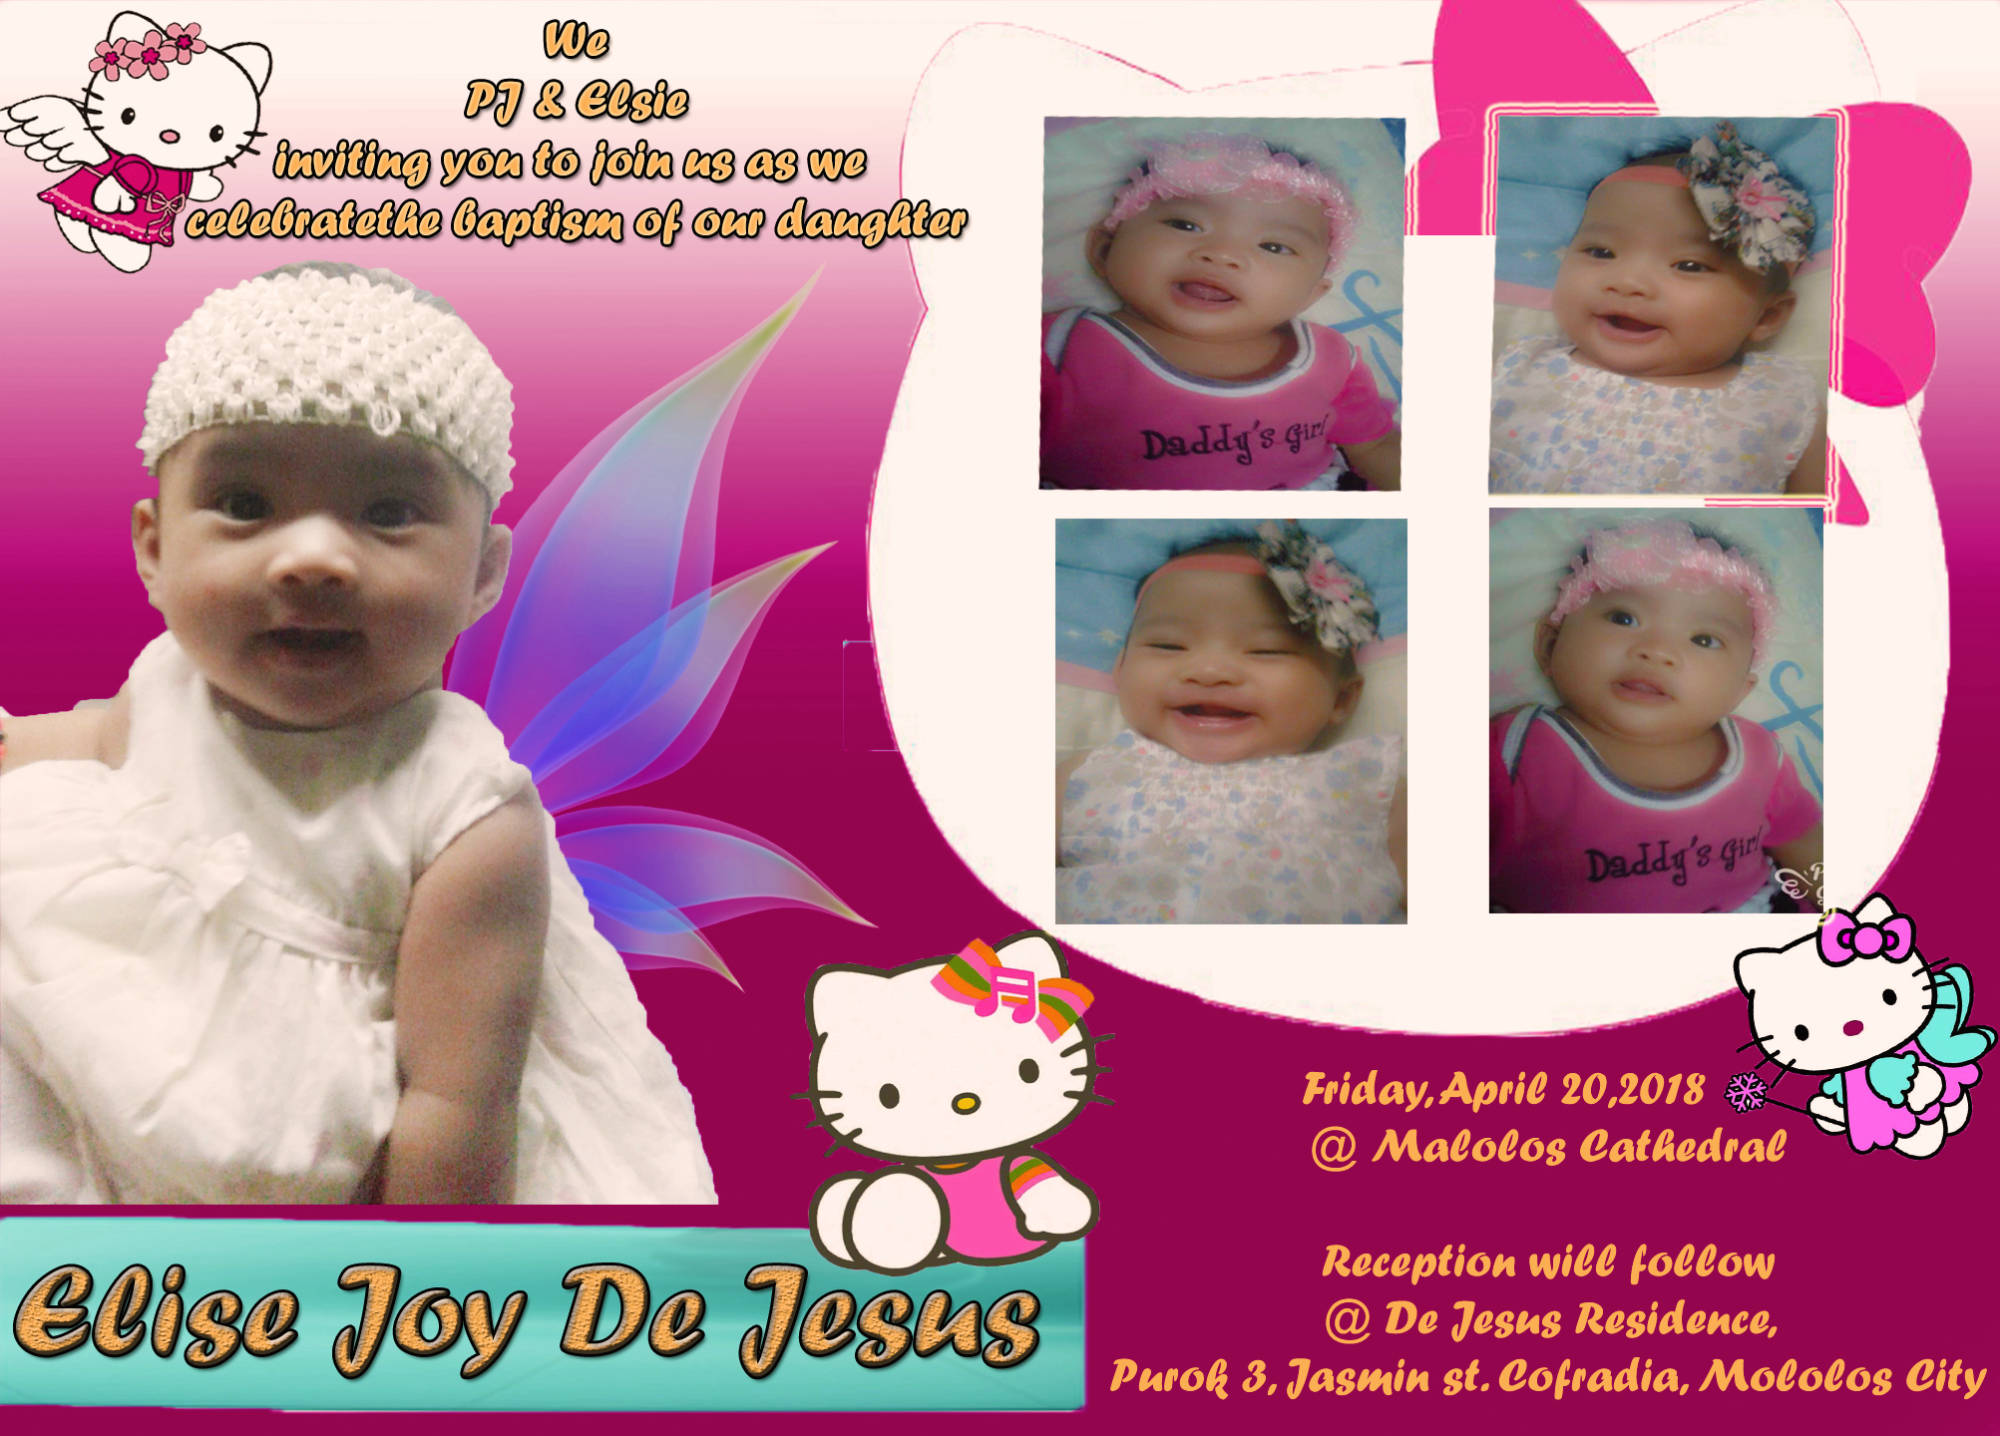 We
PJ & Elsie
inviting you to join us as we
celebratethe baptism of our daughter
Daddy's Girl
Daddy's Girl
Friday, April 20,2018
@ Malolos Cathedral
Reception will follow
@ De Jesus Residence,
Purok 3, Jasmin st. Cofradia, Mololos City
Elise Joy De Jesus